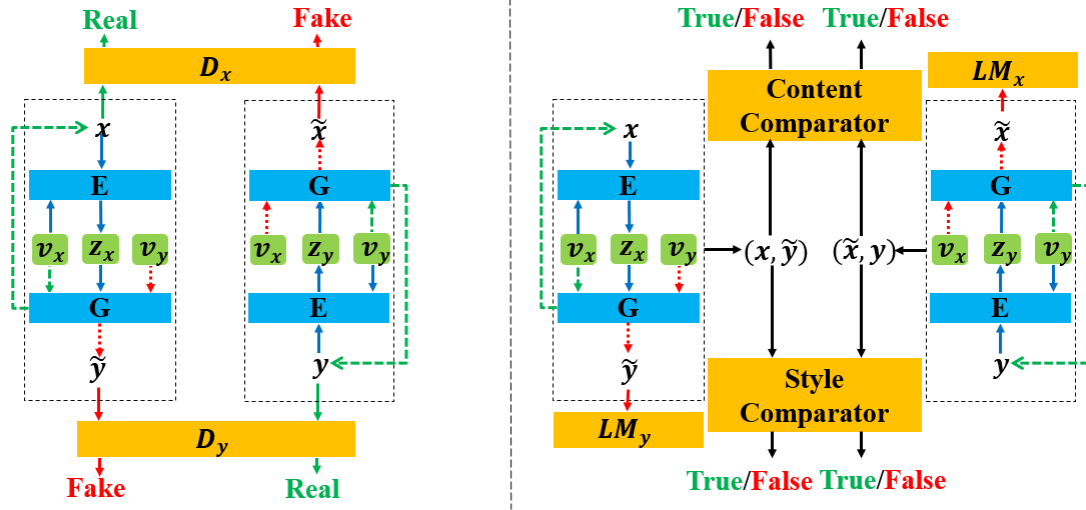 Real
Fake
D_x
x
x̃
E
G
v_x
z_x
v_y
v_x
z_y
v_y
G
E
ỹ
y
D_y
Fake
Real
True/False
True/False
LM_x
Content
Comparator
x
x̃
E
G
v_x
z_x
v_y
(x, ỹ)
(x̃, y)
v_x
z_y
v_y
G
E
ỹ
y
Style
Comparator
LM_y
True/False
True/False